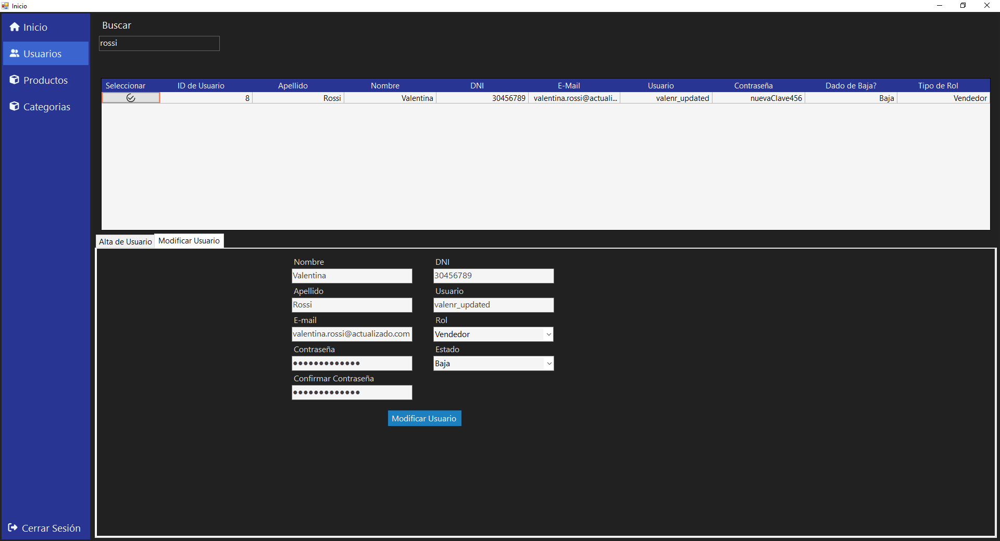 Inicio
Inicio
Usuarios
Productos
Categorias
Cerrar Sesión
Buscar
rossi
Seleccionar ID de Usuario Apellido Nombre DNI E-Mail Usuario Contraseña Dado de Baja? Tipo de Rol
8 Rossi Valentina 30456789 valentina.rossi@actuali... valenr_updated nuevaClave456 Baja Vendedor
Alta de Usuario Modificar Usuario
Nombre DNI
Valentina 30456789
Apellido Usuario
Rossi valenr_updated
E-mail Rol
valentina.rossi@actualizado.com Vendedor
Contraseña Estado
●●●●●●●●●●●●● Baja
Confirmar Contraseña
●●●●●●●●●●●●●
Modificar Usuario